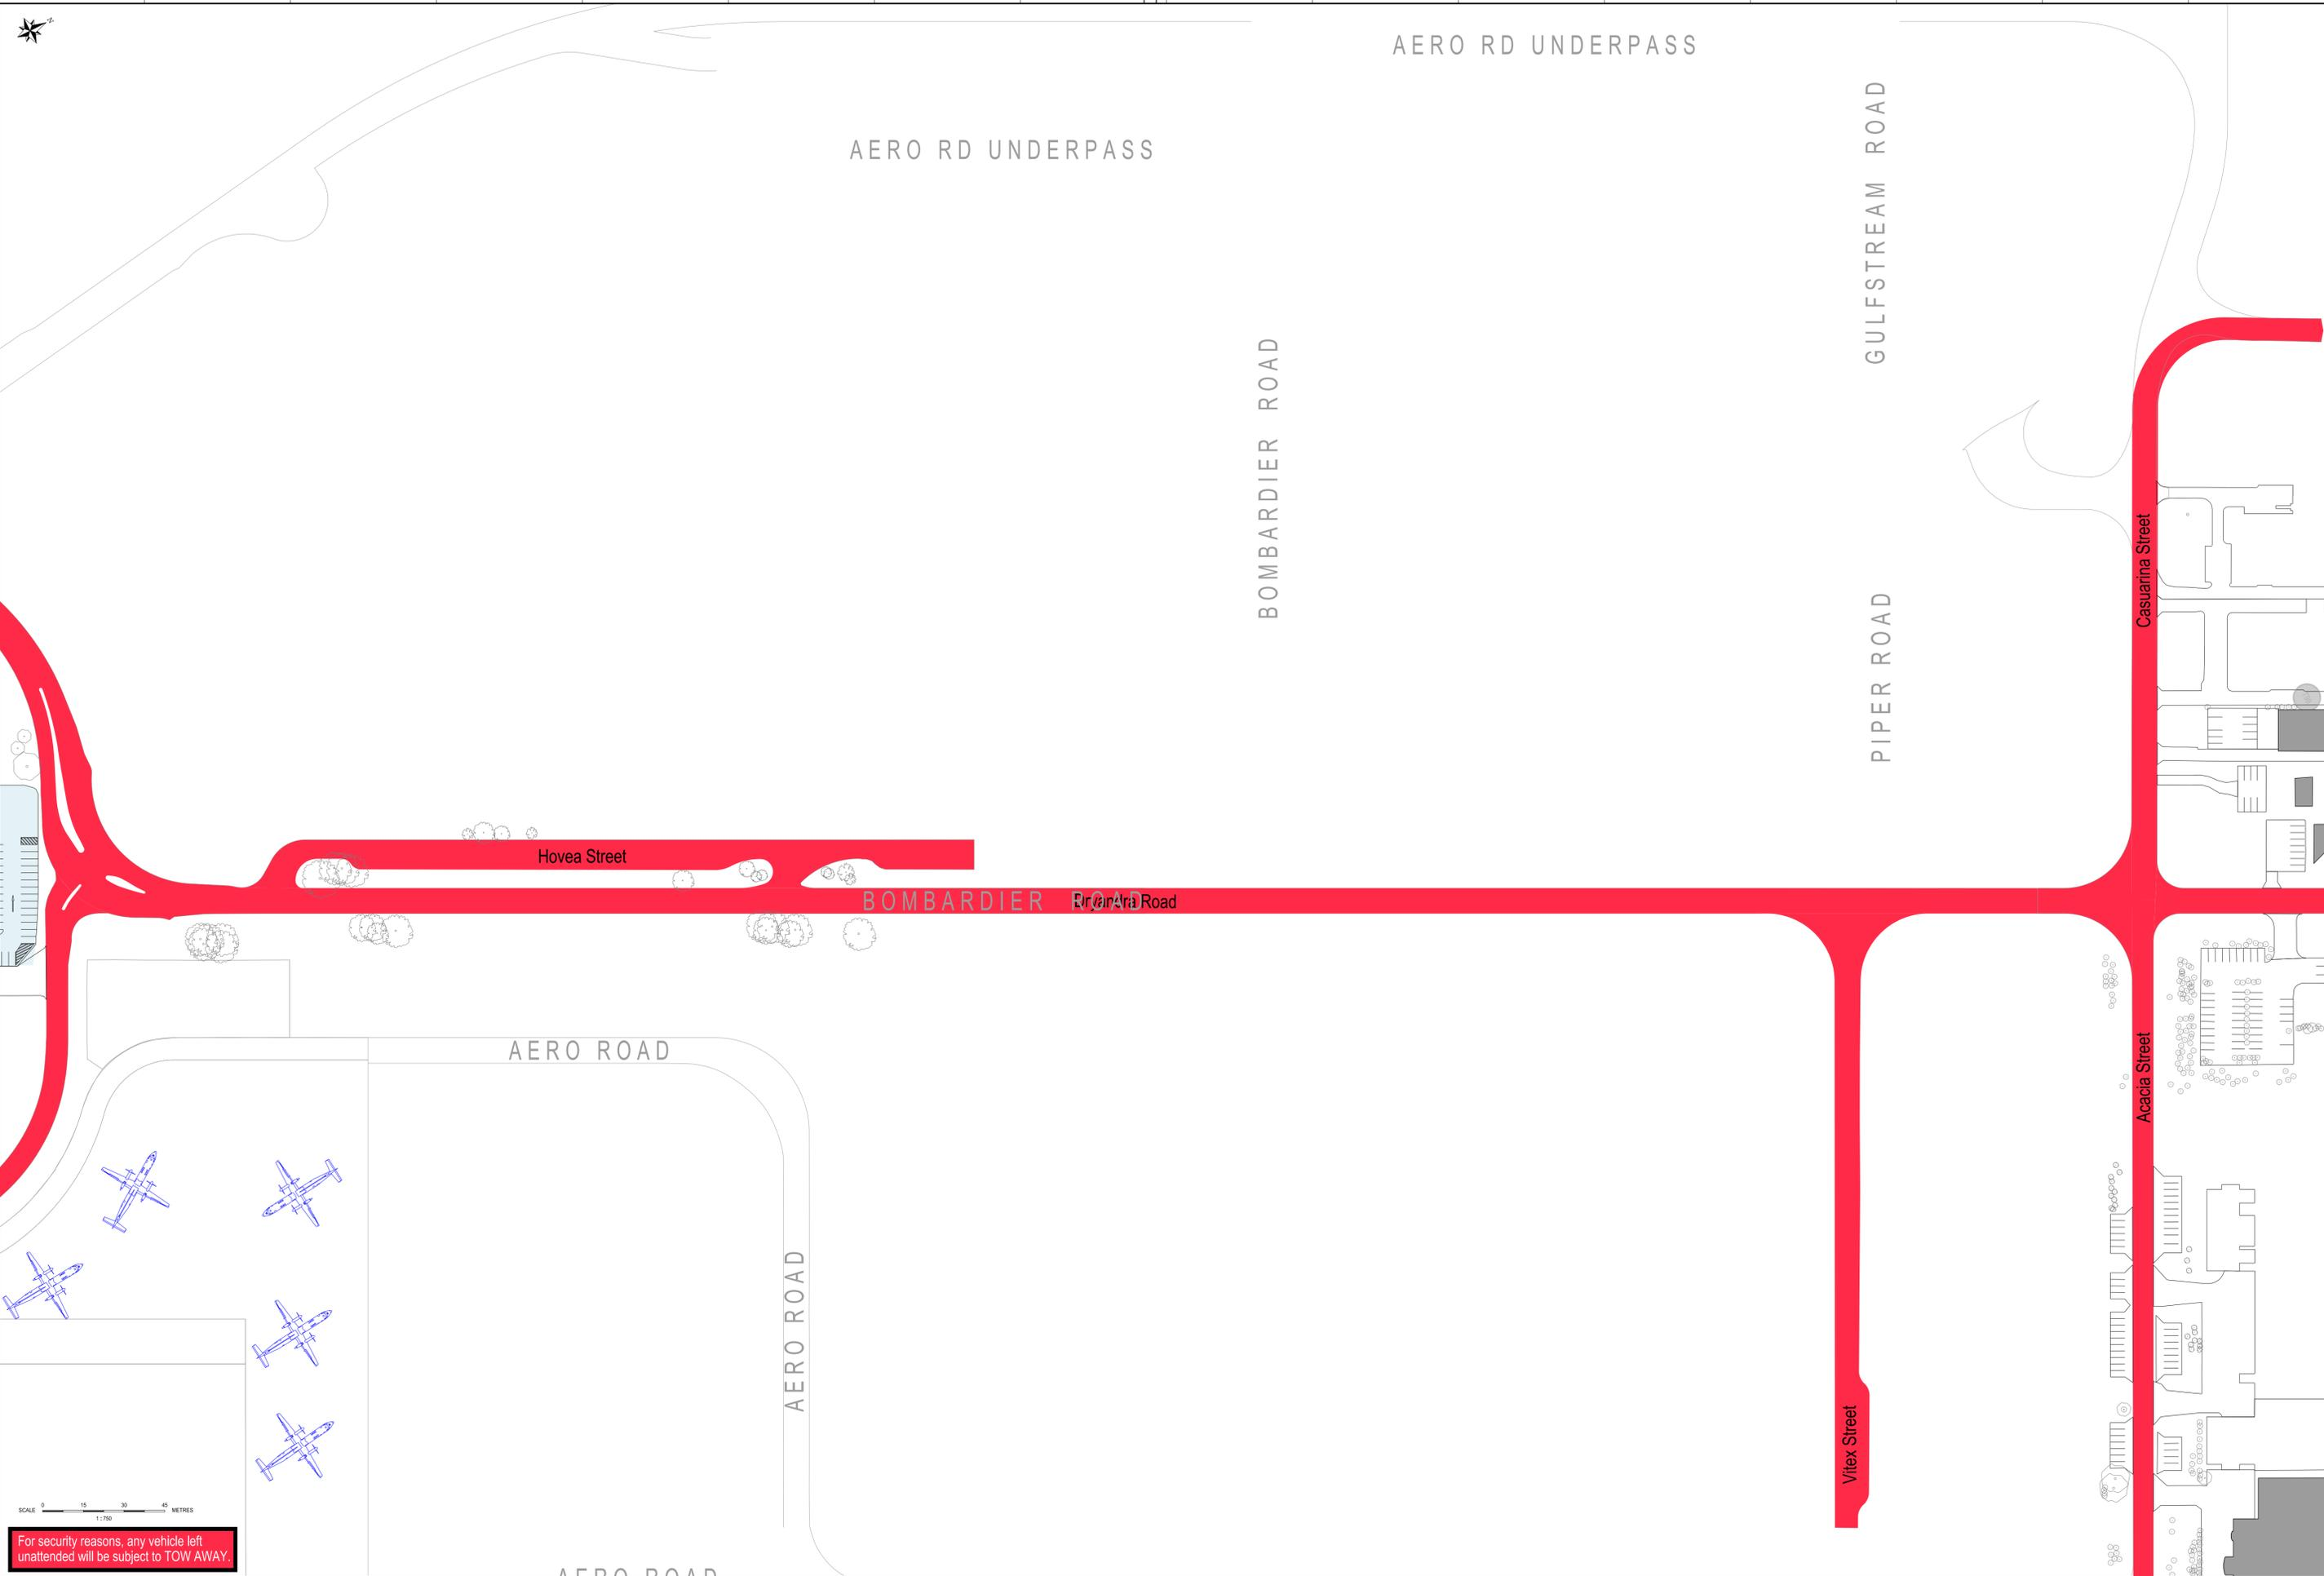 N
AERO RD UNDERPASS
AERO RD UNDERPASS
GULFSTREAM ROAD
BOMBARDIER ROAD
Casuarina Street
PIPER ROAD
Hovea Street
BOMBARDIER ROAD
Dryandra Road
AERO ROAD
Acacia Street
AERO ROAD
Vitex Street
SCALE 0 15 30 45 METRES
1 : 750
For security reasons, any vehicle left
unattended will be subject to TOW AWAY.
AERO ROAD